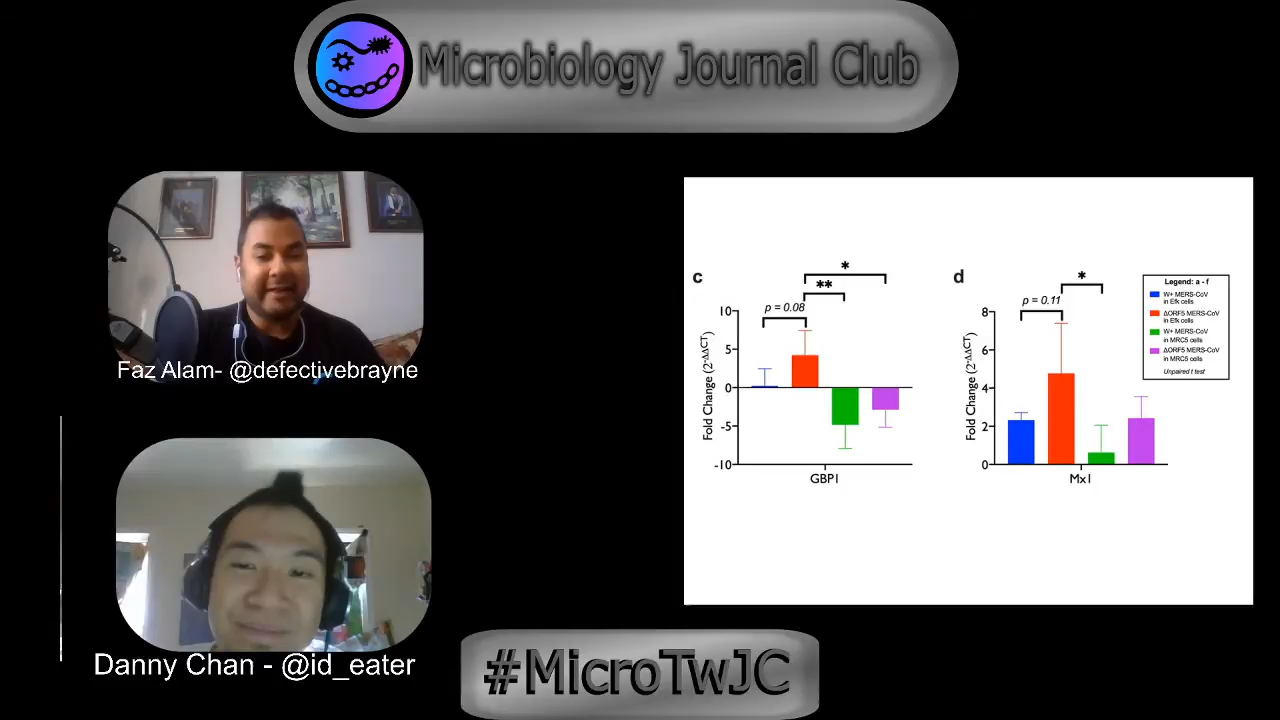 Microbiology Journal Club
Faz Alam- @defectivebrayne
Danny Chan - @id_eater
#MicroTwJC
c
*
**
p = 0.08
10
5
0
-5
-10
Fold Change (2-ΔΔCT)
GBP1
d
*
p = 0.11
8
6
4
2
0
Fold Change (2-ΔΔCT)
Mx1
Legend: a - f
W+ MERS-CoV
in Efk cells
ΔORF5 MERS-CoV
in Efk cells
W+ MERS-CoV
in MRC5 cells
ΔORF5 MERS-CoV
in MRC5 cells
Unpaired t test